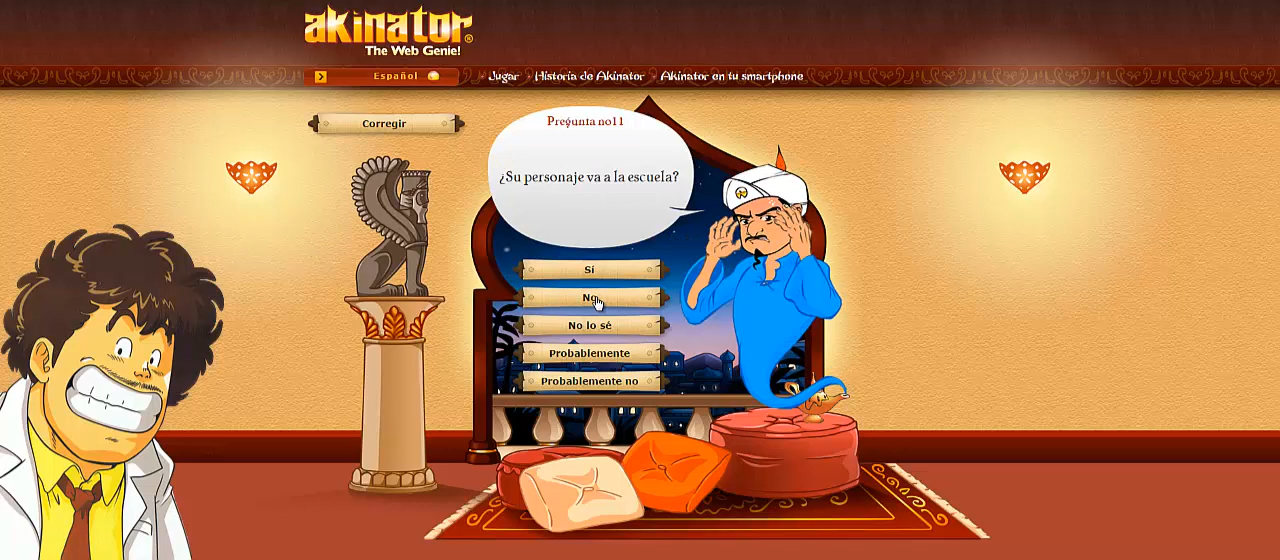 akinator®
The Web Genie!
Español
Jugar
Historia de Akinator
Akinator en tu smartphone
Corregir
Pregunta no11
¿Su personaje va a la escuela?
Sí
No
No lo sé
Probablemente
Probablemente no